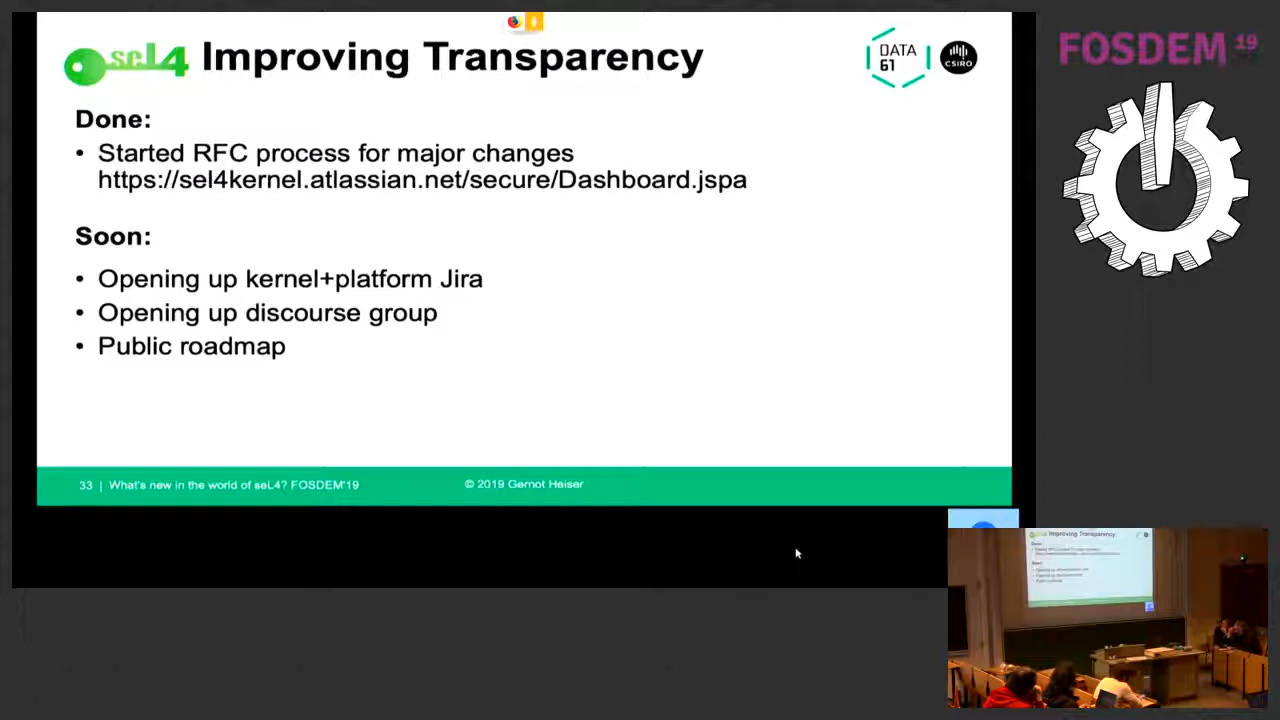 seL4 Improving Transparency
DATA
61
CSIRO
FOSDEM 19
Done:
• Started RFC process for major changes
https://sel4kernel.atlassian.net/secure/Dashboard.jspa
Soon:
• Opening up kernel+platform Jira
• Opening up discourse group
• Public roadmap
33 | What's new in the world of seL4? FOSDEM'19
© 2019 Gernot Heiser
Improving Transparency